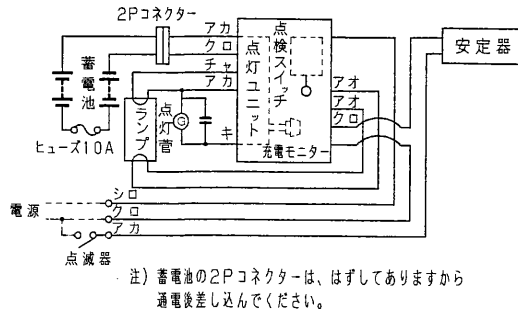 2Pコネクター
アカ
クロ
チャ
アカ
キ
点灯ユニット
点検スイッチ
充電モニター
アオ
アオ
クロ
安定器
蓄電池
ヒューズ10A
ランプ
点灯菅
G
電源
シロ
クロ
アカ
点滅器
注) 蓄電池の2Pコネクターは、はずしてありますから
通電後差し込んでください。